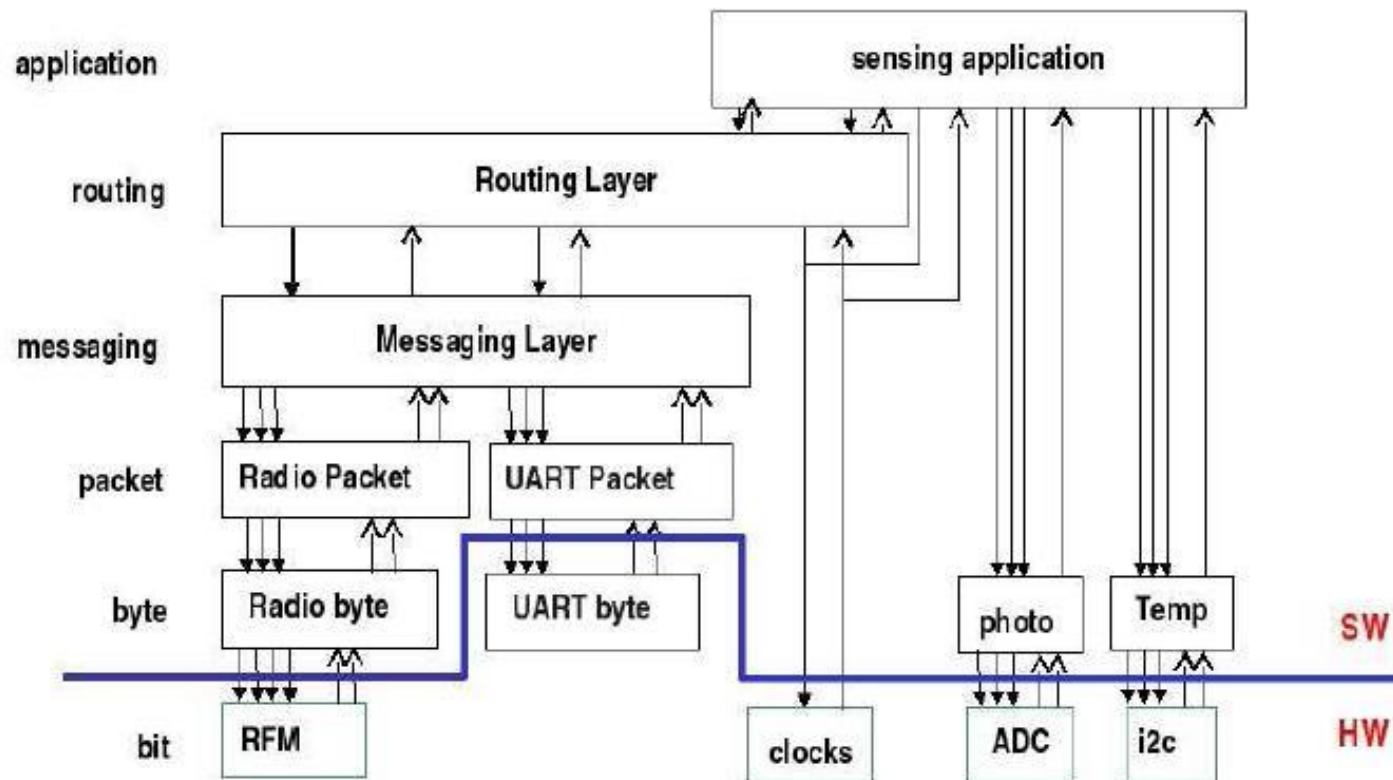 application
sensing application
routing
Routing Layer
messaging
Messaging Layer
packet
Radio Packet
UART Packet
byte
Radio byte
UART byte
photo
Temp
SW
bit
RFM
clocks
ADC
i2c
HW